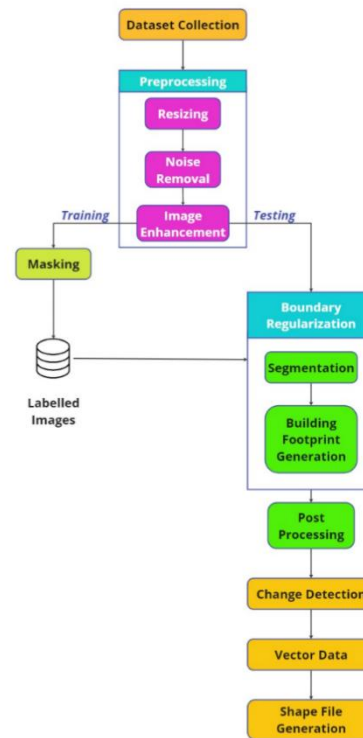 Dataset Collection
Preprocessing
Resizing
Noise
Removal
Training
Image
Enhancement
Testing
Masking
Labelled
Images
Boundary
Regularization
Segmentation
Building
Footprint
Generation
Post
Processing
Change Detection
Vector Data
Shape File
Generation